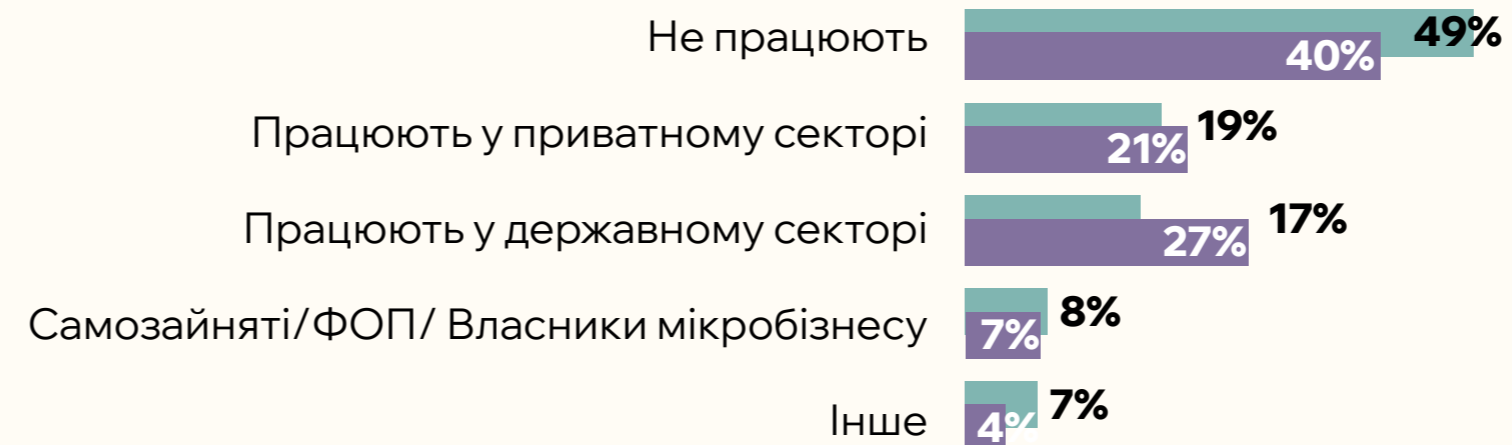 Не працюють 49%
40%
Працюють у приватному секторі 19%
21%
Працюють у державному секторі 17%
27%
Самозайняті/ФОП/ Власники мікробізнесу 8%
7%
Інше 7%
4%